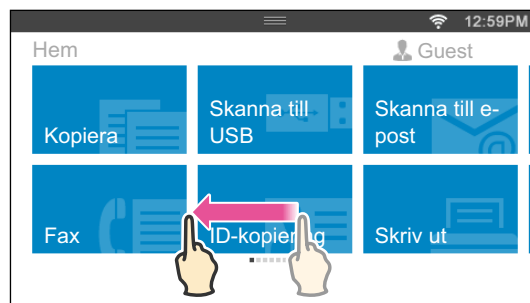 12:59PM
Hem
Guest
Kopiera
Skanna till
USB
Skanna till e-
post
Fax
ID-kopiering
Skriv ut